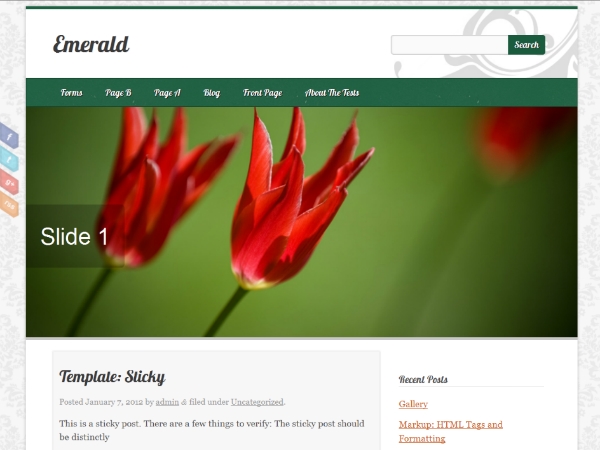 Emerald
Search
Forms Page B Page A Blog Front Page About The Tests
Slide 1
Template: Sticky
Posted January 7, 2012 by admin & filed under Uncategorized.
This is a sticky post. There are a few things to verify: The sticky post should
be distinctly
Recent Posts
Gallery
Markup: HTML Tags and
Formatting